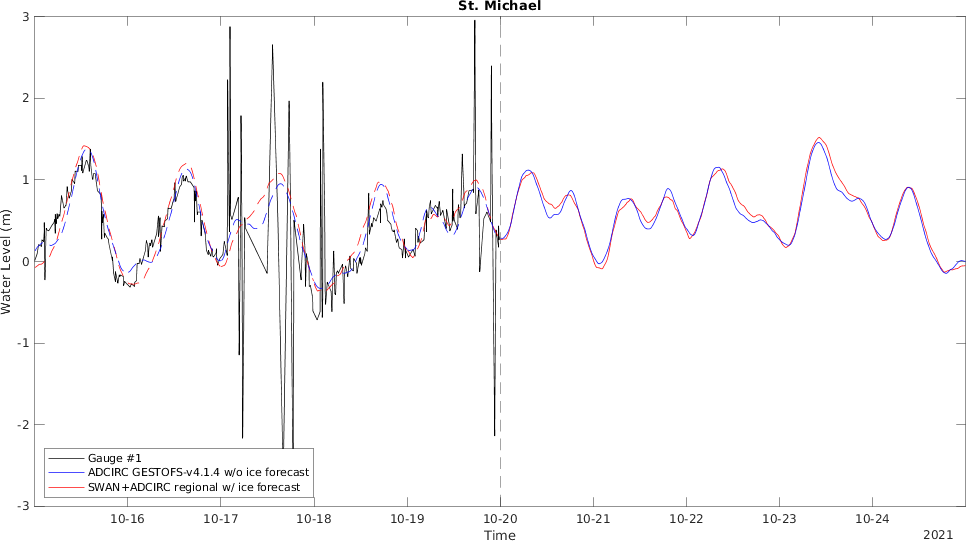 St. Michael
3
2
1
0
-1
-2
-3
Water Level (m)
Gauge #1
ADCIRC GESTOFS-v4.1.4 w/o ice forecast
SWAN+ADCIRC regional w/ ice forecast
10-16 10-17 10-18 10-19 10-20 10-21 10-22 10-23 10-24
Time
2021